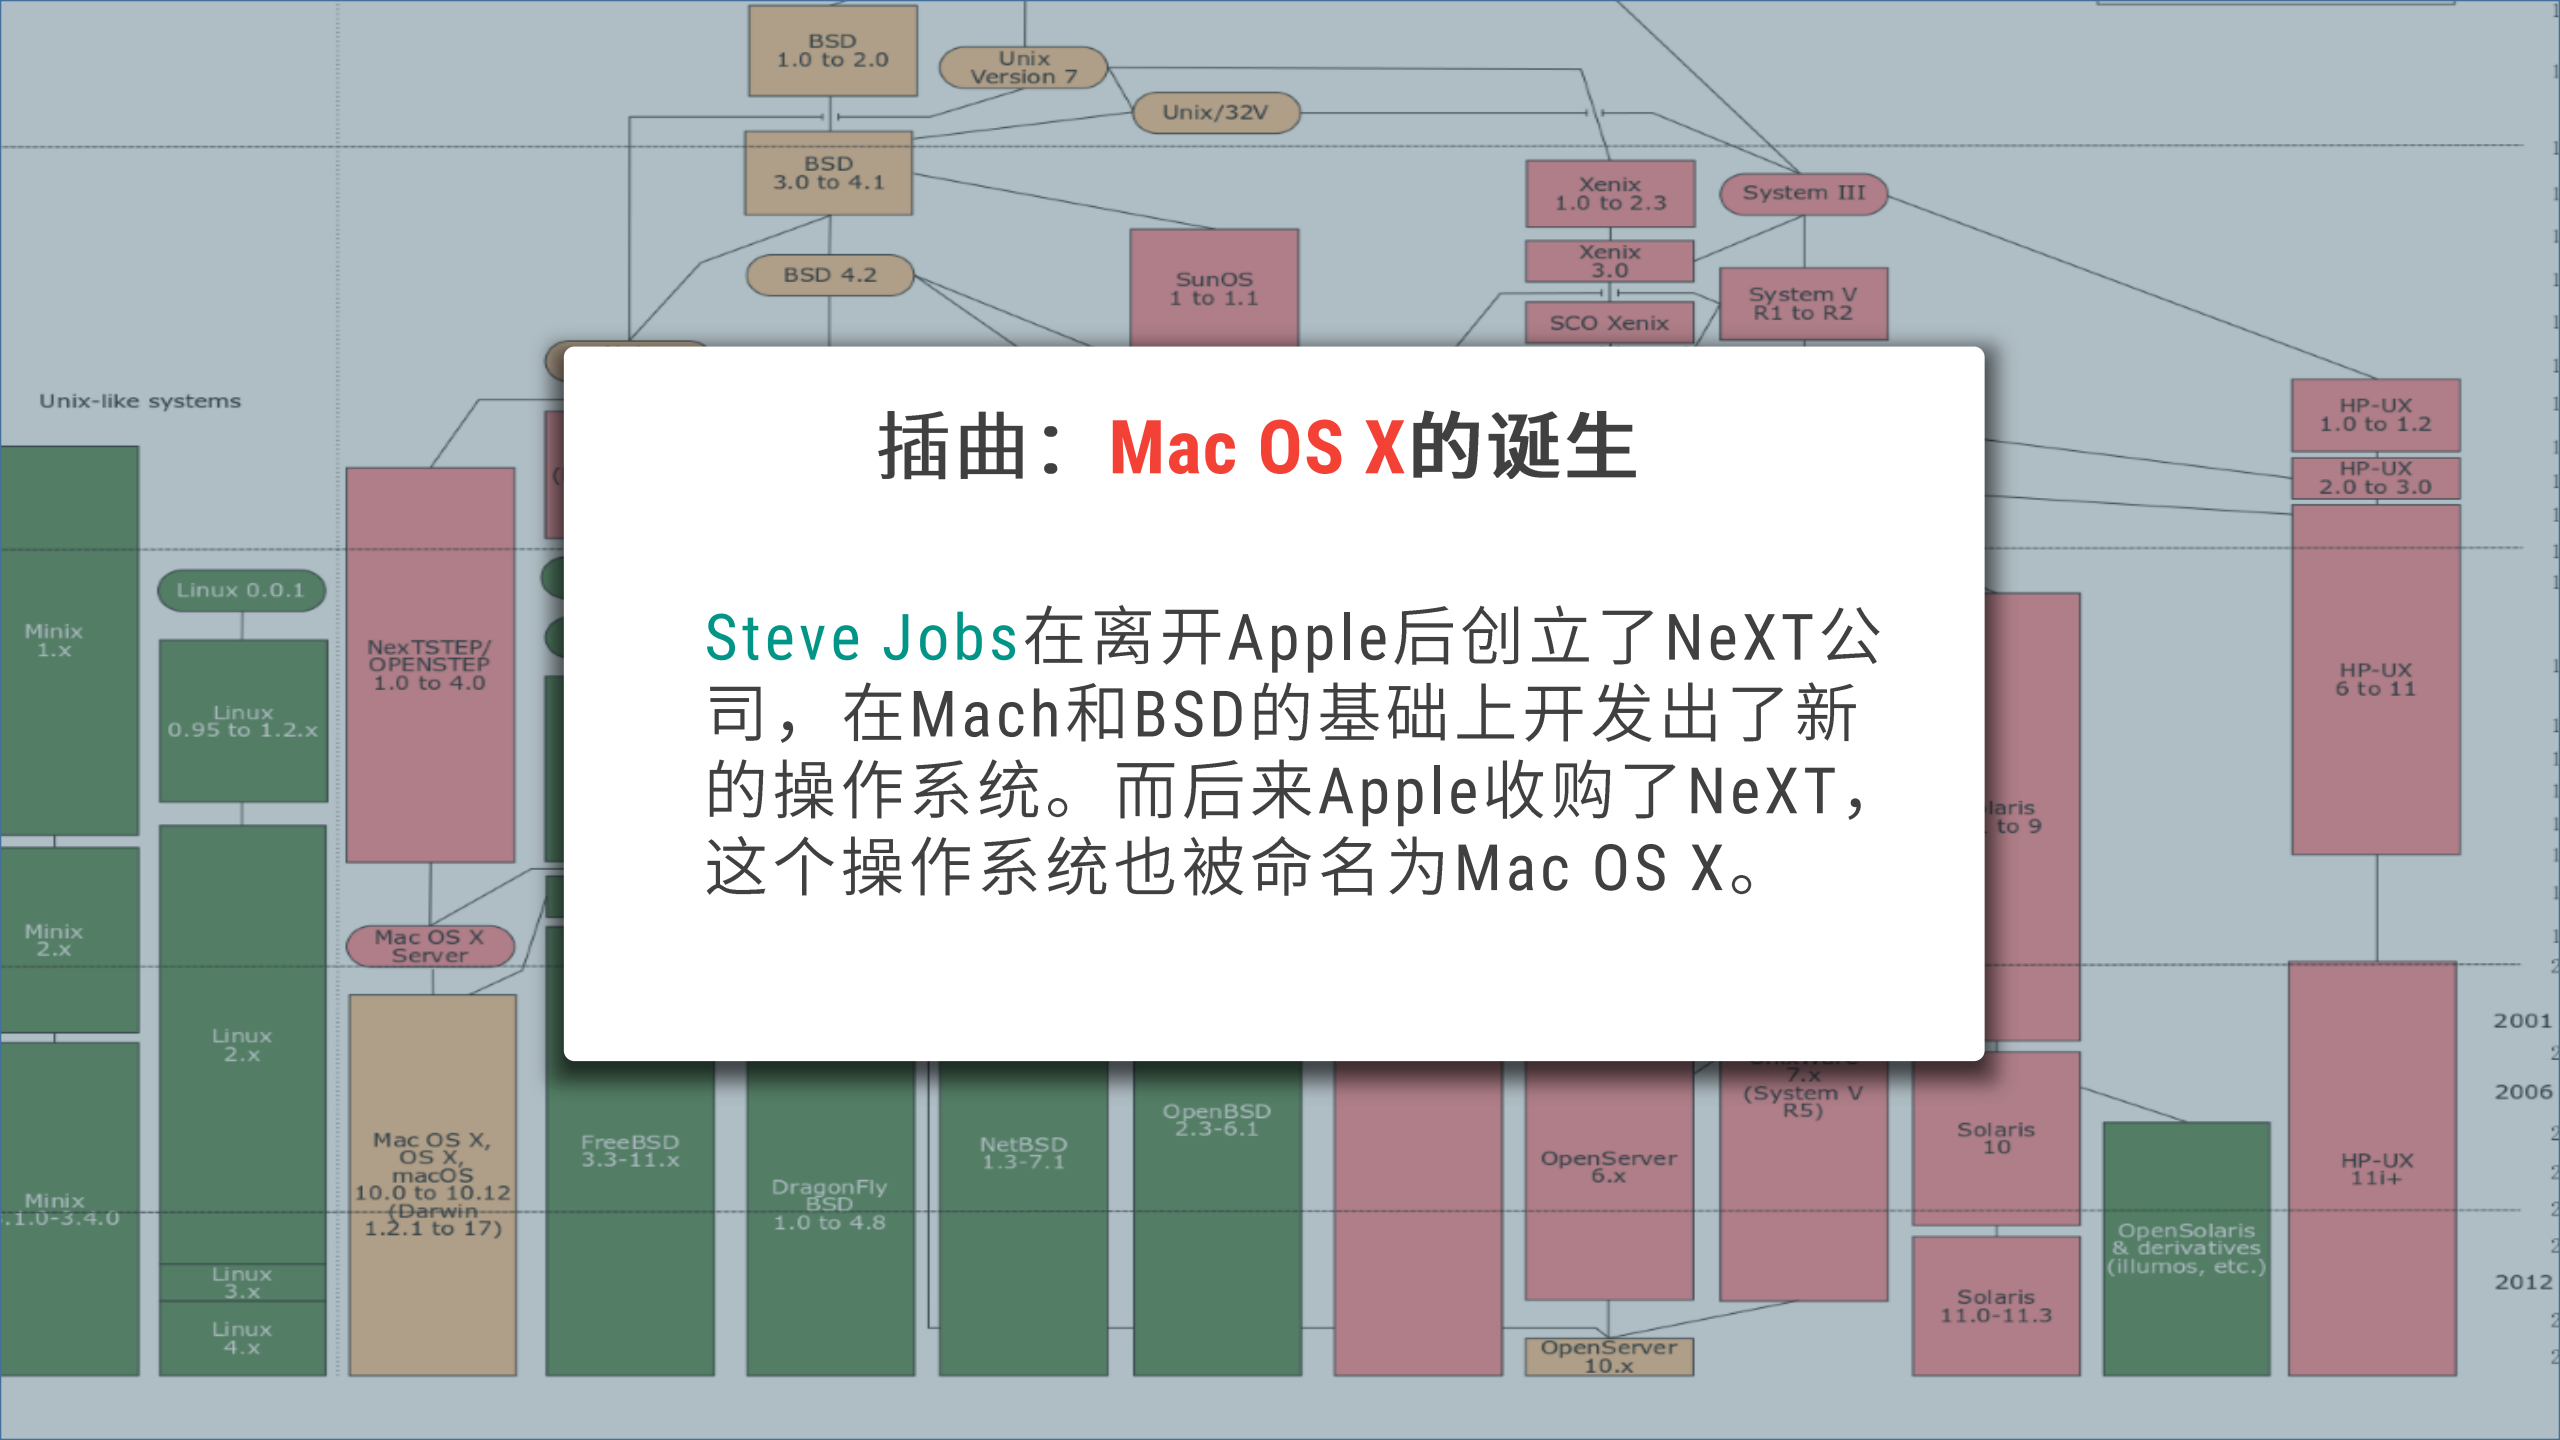 BSD
1.0 to 2.0
Unix
Version 7
Unix/32V
BSD
3.0 to 4.1
Xenix
1.0 to 2.3
System III
Xenix
3.0
BSD 4.2
SunOS
1 to 1.1
System V
R1 to R2
SCO Xenix
Unix-like systems
HP-UX
1.0 to 1.2
HP-UX
2.0 to 3.0
插曲：Mac OS X的诞生
Steve Jobs在离开Apple后创立了NeXT公
司，在Mach和BSD的基础上开发出了新
的操作系统。而后来Apple收购了NeXT，
这个操作系统也被命名为Mac OS X。
Linux 0.0.1
Minix
1.x
NexTSTEP/
OPENSTEP
1.0 to 4.0
Linux
0.95 to 1.2.x
HP-UX
6 to 11
laris
to 9
Minix
2.x
Mac OS X
Server
Linux
2.x
2001
2006
7.x
(System V
R5)
OpenBSD
2.3-6.1
Mac OS X,
OS X,
macOS
10.0 to 10.12
(Darwin
1.2.1 to 17)
FreeBSD
3.3-11.x
NetBSD
1.3-7.1
DragonFly
BSD
1.0 to 4.8
OpenServer
6.x
Solaris
10
HP-UX
11i+
Minix
.1.0-3.4.0
OpenSolaris
& derivatives
(illumos, etc.)
Linux
3.x
2012
Solaris
11.0-11.3
Linux
4.x
OpenServer
10.x